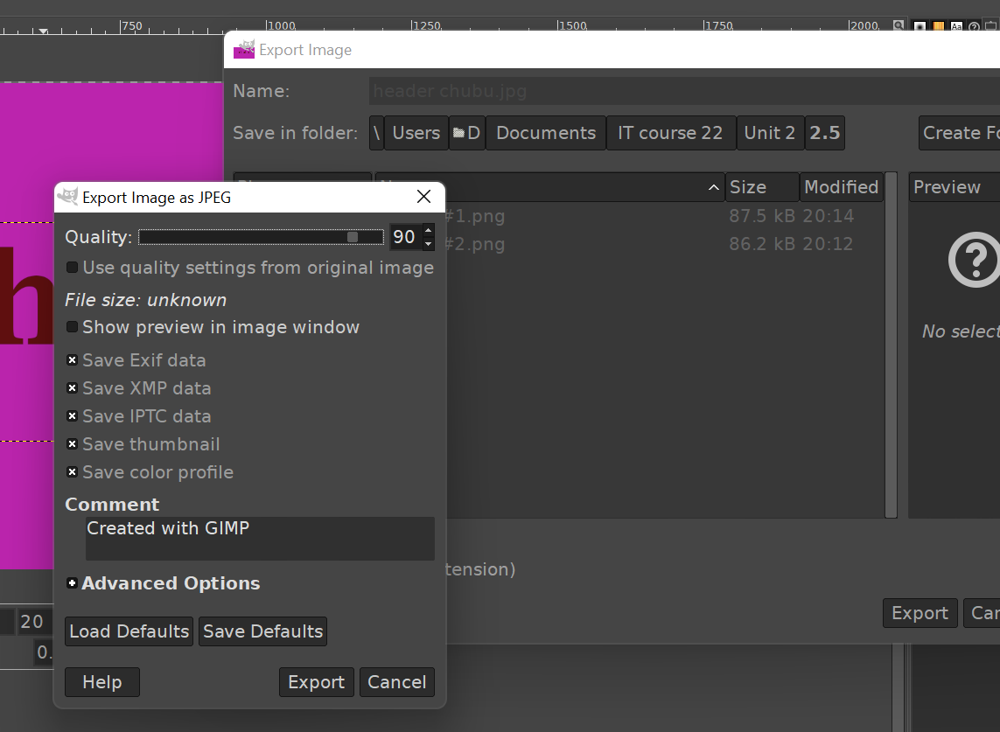 750 1000 1250 1500 1750 2000
Export Image
Name: header chubu.jpg
Save in folder: \ Users D Documents IT course 22 Unit 2 2.5 Create Fo
Size Modified Preview
#1.png 87.5 kB 20:14
#2.png 86.2 kB 20:12
No select
h
Export Image as JPEG
Quality: 90
Use quality settings from original image
File size: unknown
Show preview in image window
Save Exif data
Save XMP data
Save IPTC data
Save thumbnail
Save color profile
Comment
Created with GIMP
Advanced Options
Load Defaults Save Defaults
Help Export Cancel
tension)
Export Can
20
0.